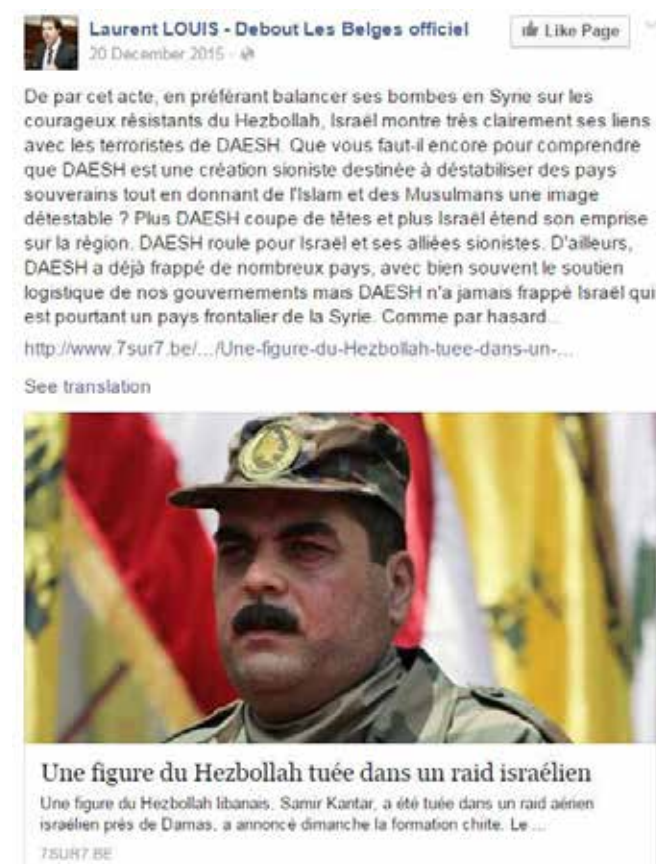 Laurent LOUIS - Debout Les Belges officiel
Like Page
20 December 2015 ·
De par cet acte, en préférant balancer ses bombes en Syrie sur les
courageux résistants du Hezbollah, Israël montre très clairement ses liens
avec les terroristes de DAESH. Que vous faut-il encore pour comprendre
que DAESH est une création sioniste destinée à déstabiliser des pays
souverains tout en donnant de l'Islam et des Musulmans une image
détestable ? Plus DAESH coupe de têtes et plus Israël étend son emprise
sur la région. DAESH roule pour Israël et ses alliées sionistes. D'ailleurs,
DAESH a déjà frappé de nombreux pays, avec bien souvent le soutien
logistique de nos gouvernements mais DAESH n'a jamais frappé Israël qui
est pourtant un pays frontalier de la Syrie. Comme par hasard...
http://www.7sur7.be/.../Une-figure-du-Hezbollah-tuee-dans-un-...
See translation
Une figure du Hezbollah tuée dans un raid israélien
Une figure du Hezbollah libanais, Samir Kantar, a été tuée dans un raid aérien
israélien près de Damas, a annoncé dimanche la formation chiite. Le ...
7SUR7.BE